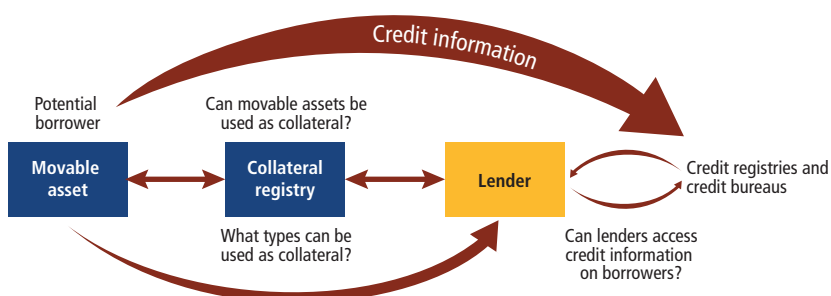 Credit information
Potential
borrower
Can movable assets be
used as collateral?
Movable
asset
Collateral
registry
Lender
Credit registries and
credit bureaus
What types can be
used as collateral?
Can lenders access
credit information
on borrowers?